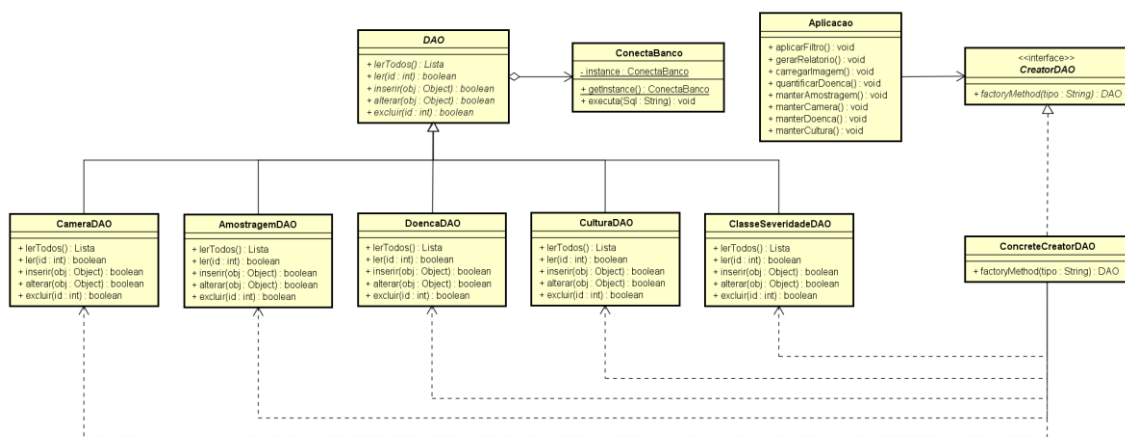 DAO
+ lerTodos() : Lista
+ ler(id : int) : boolean
+ inserir(obj : Object) : boolean
+ alterar(obj : Object) : boolean
+ excluir(id : int) : boolean
ConectaBanco
- instance : ConectaBanco
+ getInstance() : ConectaBanco
+ executa(Sql : String) : void
Aplicacao
+ aplicarFiltro() : void
+ gerarRelatorio() : void
+ carregarImagem() : void
+ quantificarDoenca() : void
+ manterAmostragem() : void
+ manterCamera() : void
+ manterDoenca() : void
+ manterCultura() : void
<<interface>>
CreatorDAO
+ factoryMethod(tipo : String) : DAO
CameraDAO
+ lerTodos() : Lista
+ ler(id : int) : boolean
+ inserir(obj : Object) : boolean
+ alterar(obj : Object) : boolean
+ excluir(id : int) : boolean
AmostragemDAO
+ lerTodos() : Lista
+ ler(id : int) : boolean
+ inserir(obj : Object) : boolean
+ alterar(obj : Object) : boolean
+ excluir(id : int) : boolean
DoencaDAO
+ lerTodos() : Lista
+ ler(id : int) : boolean
+ inserir(obj : Object) : boolean
+ alterar(obj : Object) : boolean
+ excluir(id : int) : boolean
CulturaDAO
+ lerTodos() : Lista
+ ler(id : int) : boolean
+ inserir(obj : Object) : boolean
+ alterar(obj : Object) : boolean
+ excluir(id : int) : boolean
ClasseSeveridadeDAO
+ lerTodos() : Lista
+ ler(id : int) : boolean
+ inserir(obj : Object) : boolean
+ alterar(obj : Object) : boolean
+ excluir(id : int) : boolean
ConcreteCreatorDAO
+ factoryMethod(tipo : String) : DAO